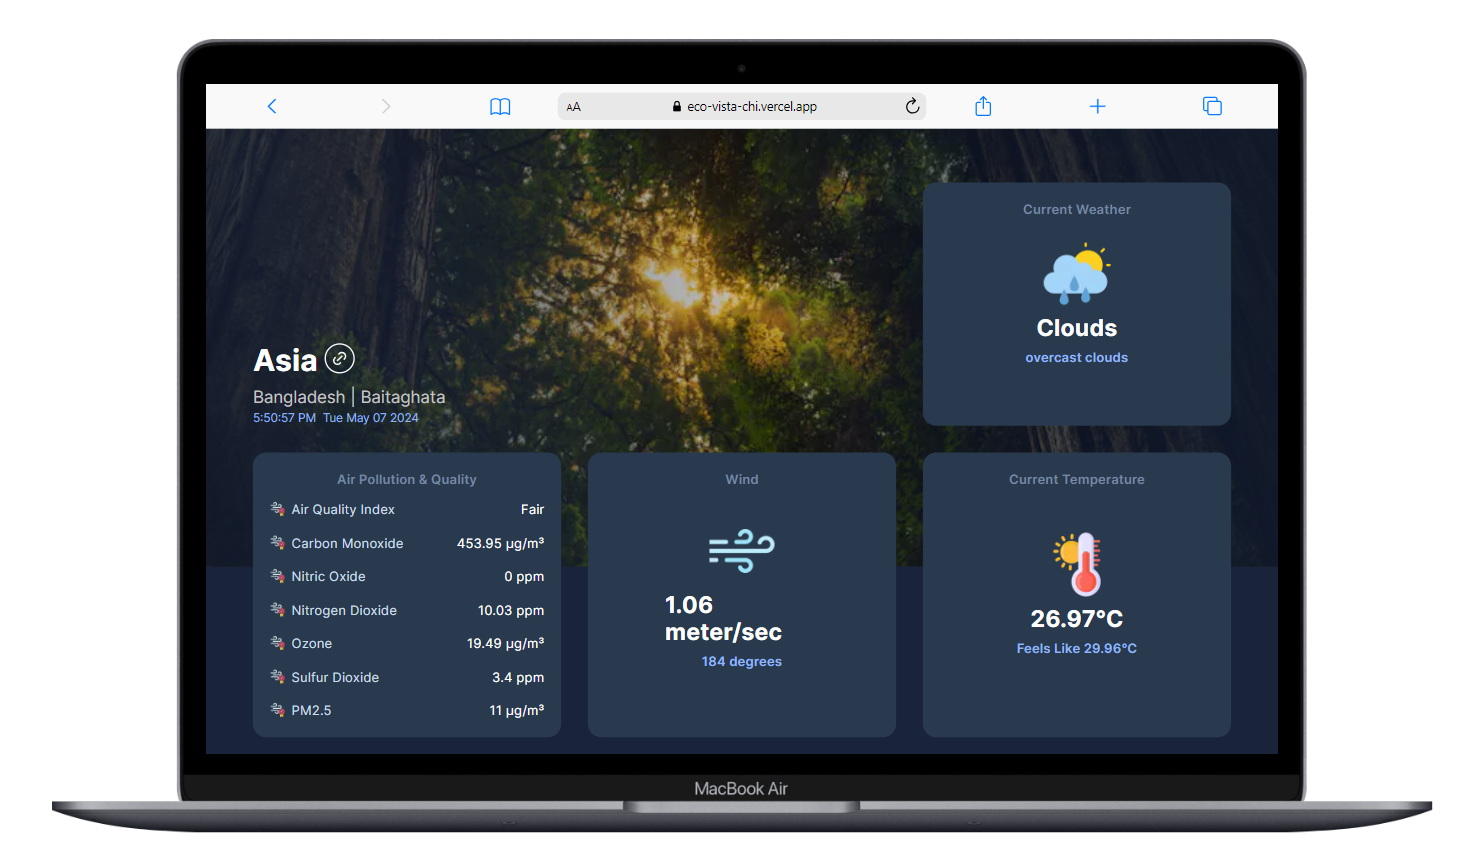 AA
eco-vista-chi.vercel.app
Current Weather
Clouds
overcast clouds
Asia
Bangladesh | Baitaghata
5:50:57 PM Tue May 07 2024
Air Pollution & Quality
Air Quality Index Fair
Carbon Monoxide 453.95 µg/m³
Nitric Oxide 0 ppm
Nitrogen Dioxide 10.03 ppm
Ozone 19.49 µg/m³
Sulfur Dioxide 3.4 ppm
PM2.5 11 µg/m³
Wind
1.06
meter/sec
184 degrees
Current Temperature
26.97°C
Feels Like 29.96°C
MacBook Air